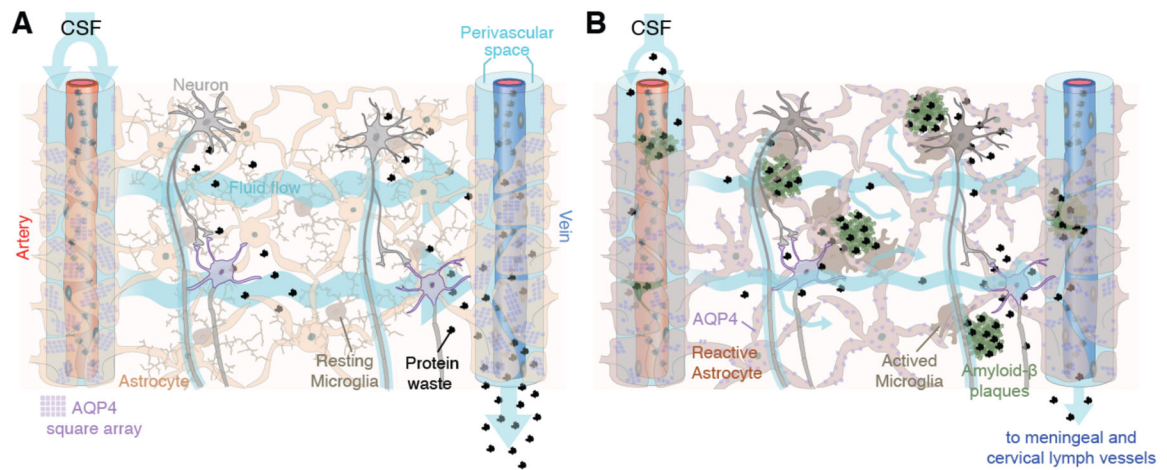 A
CSF
Perivascular
space
Neuron
Fluid flow
Artery
Vein
Astrocyte
Resting
Microglia
Protein
waste
AQP4
square array
B
CSF
AQP4
Reactive
Astrocyte
Actived
Microglia
Amyloid-β
plaques
to meningeal and
cervical lymph vessels